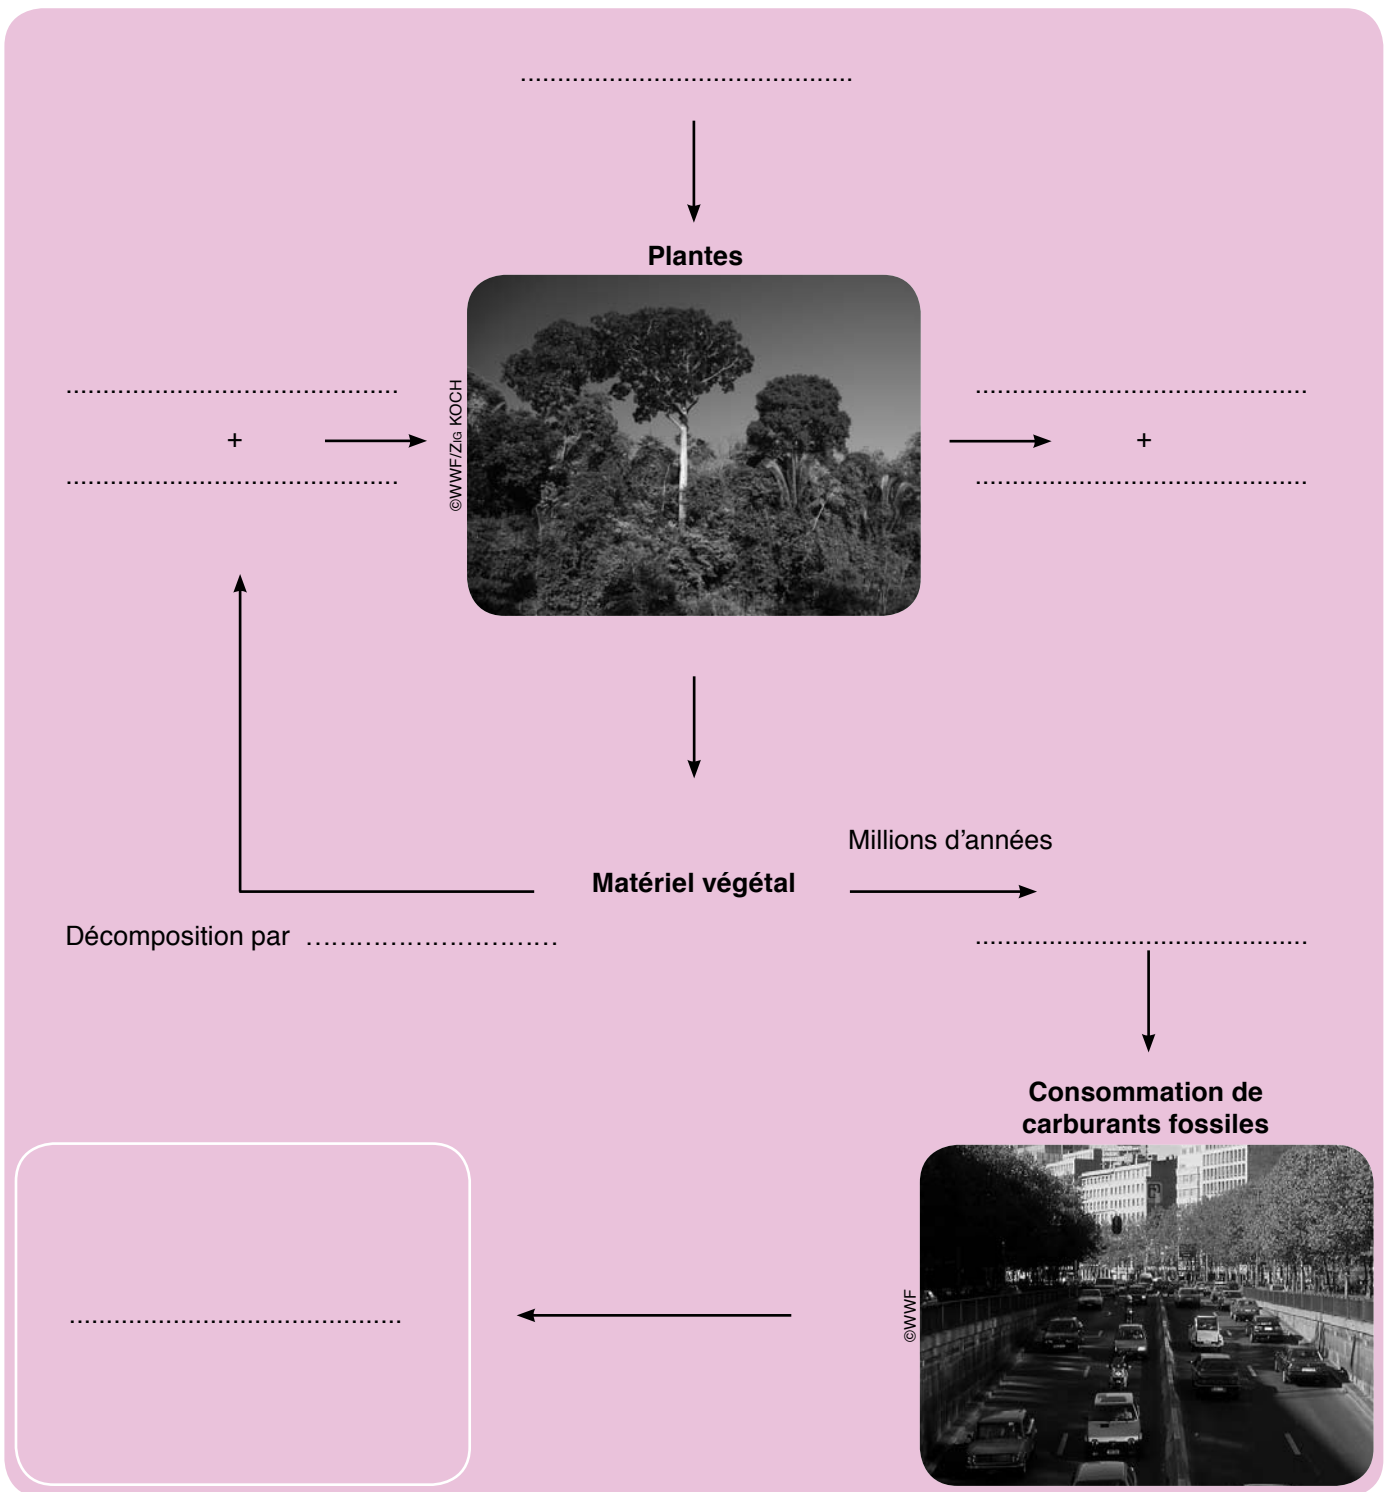 ............................................
Plantes
............................................
+
............................................
©WWF/Zig KOCH
............................................
+
............................................
Millions d'années
Matériel végétal
Décomposition par ................................
............................................
Consommation de
carburants fossiles
............................................
©WWF